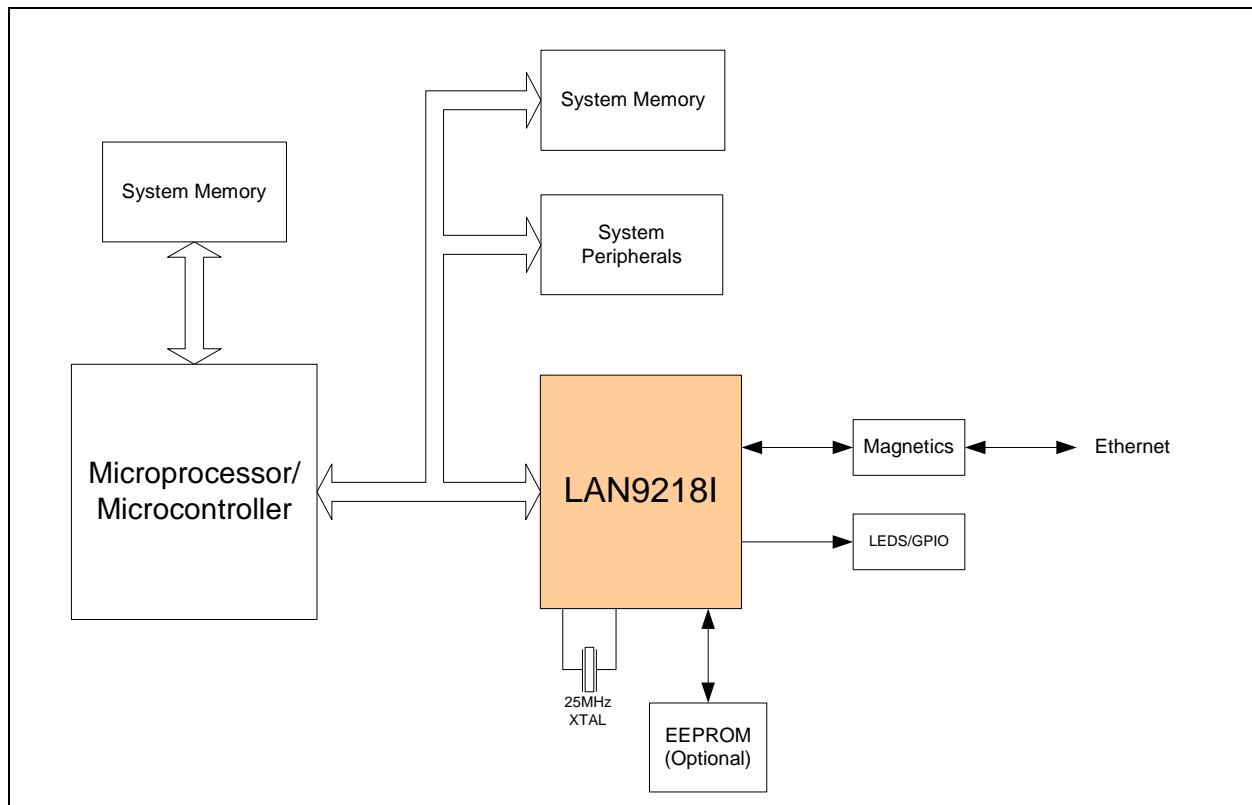 System Memory
System Memory
System
Peripherals
Microprocessor/
Microcontroller
LAN9218I
Magnetics
Ethernet
LEDS/GPIO
25MHz
XTAL
EEPROM
(Optional)